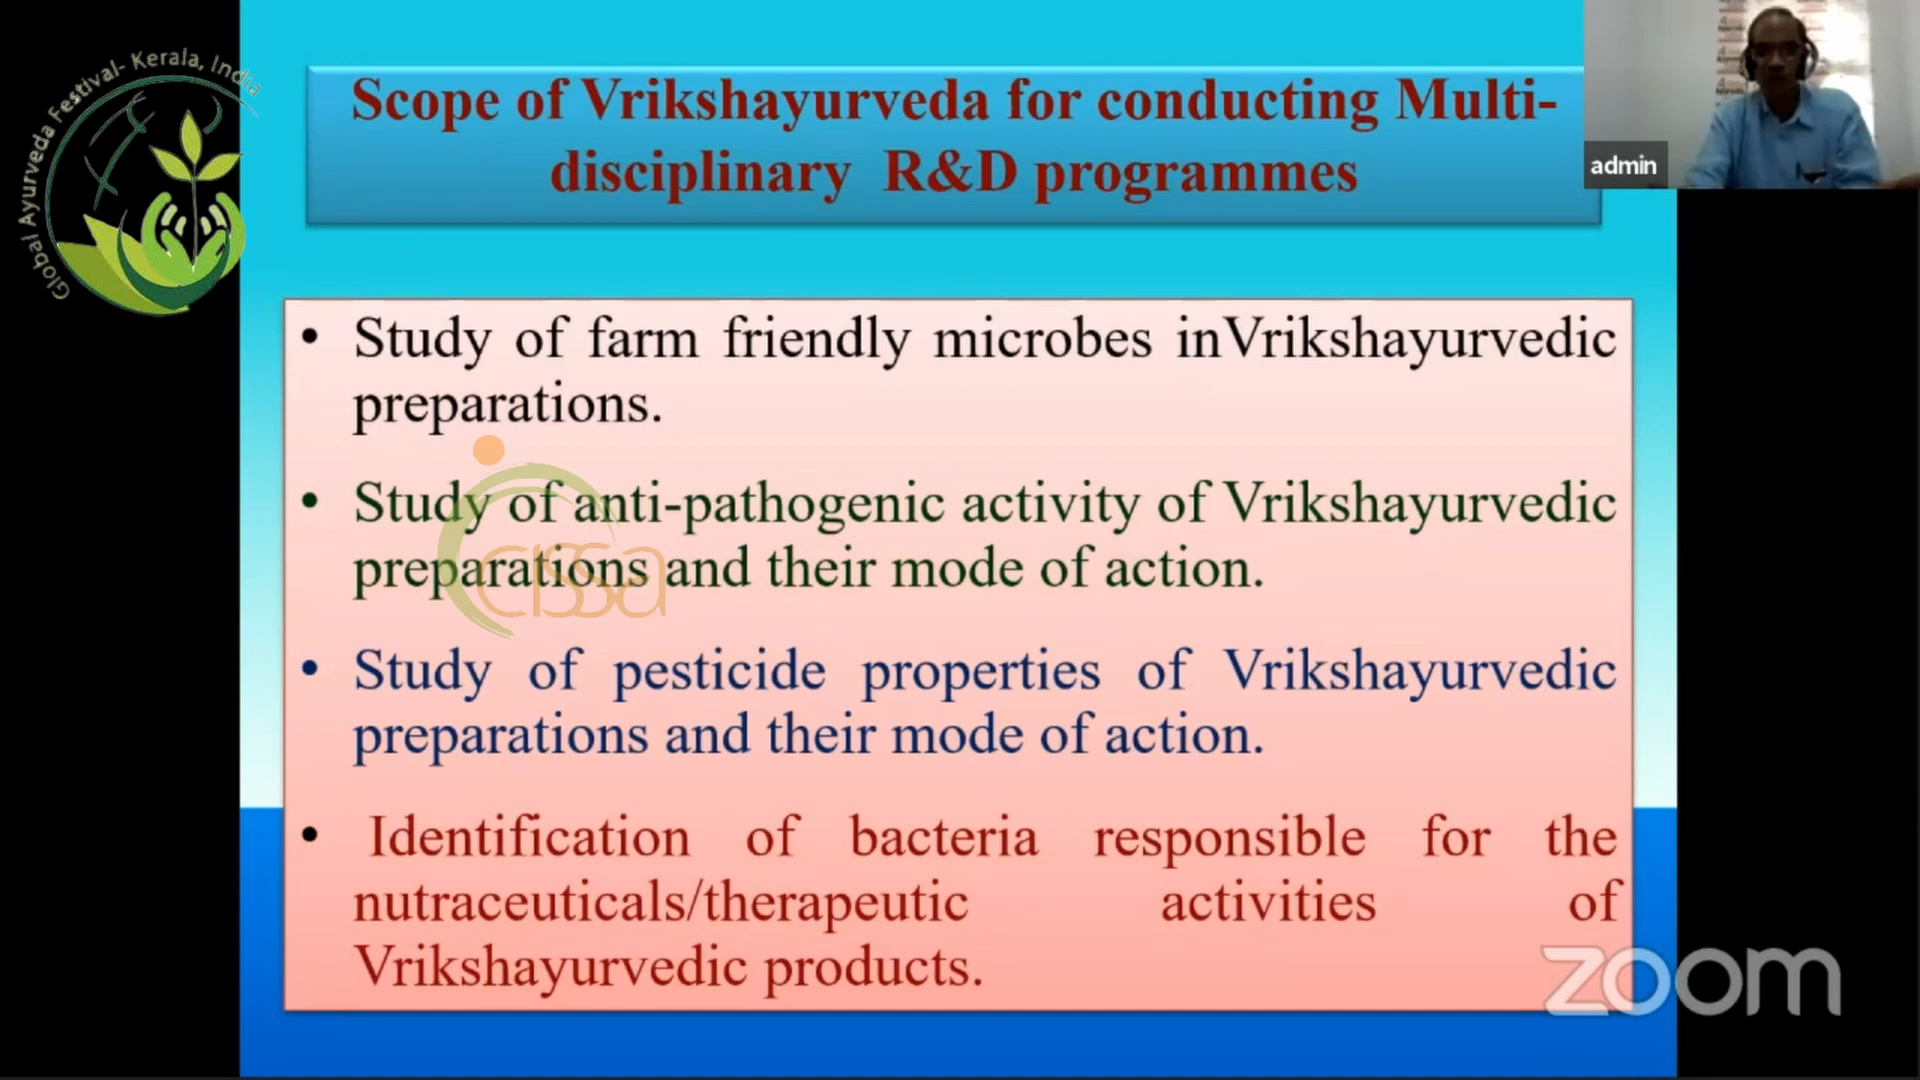 Global Ayurveda Festival- Kerala, India
Scope of Vrikshayurveda for conducting Multi-
disciplinary R&D programmes
admin
• Study of farm friendly microbes inVrikshayurvedic
preparations.
• Study of anti-pathogenic activity of Vrikshayurvedic
preparations and their mode of action.
cissa
• Study of pesticide properties of Vrikshayurvedic
preparations and their mode of action.
• Identification of bacteria responsible for the
nutraceuticals/therapeutic activities of
Vrikshayurvedic products.
zoom